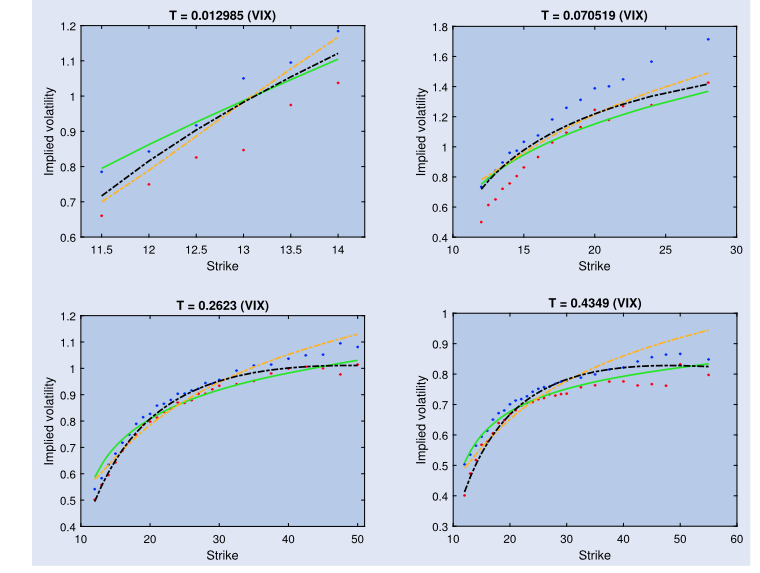 T = 0.012985 (VIX)
1.2
1.1
1
0.9
0.8
0.7
0.6
Implied volatility
11.5 12 12.5 13 13.5 14
Strike
T = 0.070519 (VIX)
1.8
1.6
1.4
1.2
1
0.8
0.6
0.4
Implied volatility
10 15 20 25 30
Strike
T = 0.2623 (VIX)
1.2
1.1
1
0.9
0.8
0.7
0.6
0.5
0.4
Implied volatility
10 20 30 40 50
Strike
T = 0.4349 (VIX)
1
0.9
0.8
0.7
0.6
0.5
0.4
0.3
Implied volatility
10 20 30 40 50 60
Strike